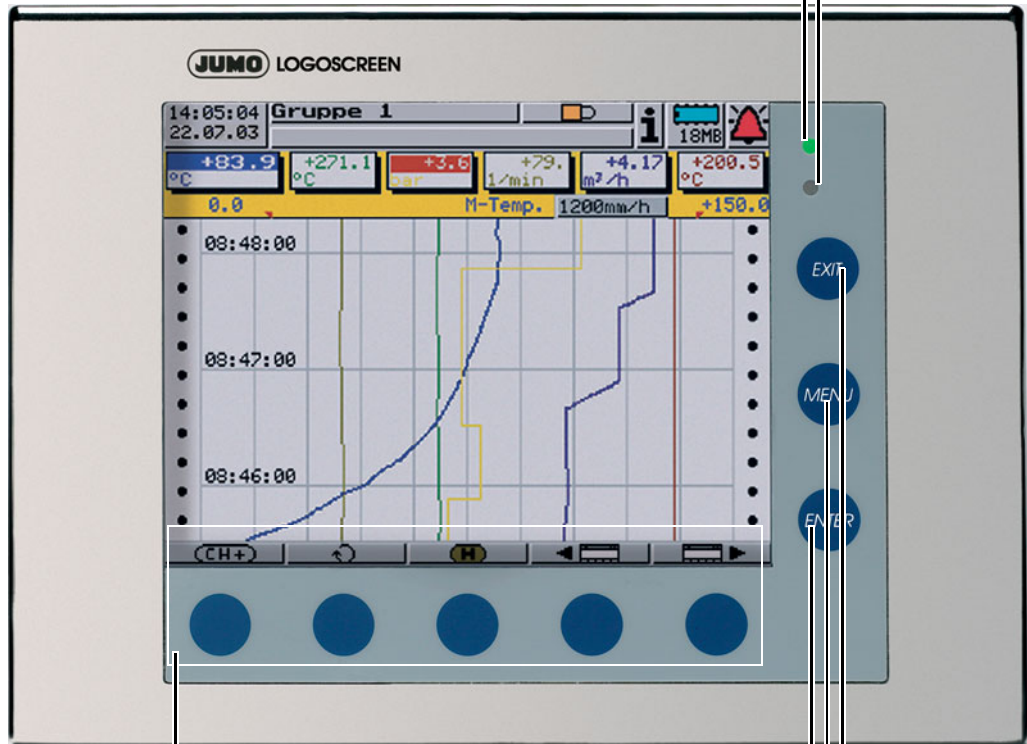 JUMO LOGOSCREEN
14:05:04 Gruppe 1
22.07.03 i 18MB
+83.9 +271.1 +3.6 +79. +4.17 +200.5
°C °C bar l/min m³/h °C
0.0 M-Temp. 1200mm/h +150.0
08:48:00
EXIT
08:47:00
MENU
08:46:00
ENTER
(CH+) H